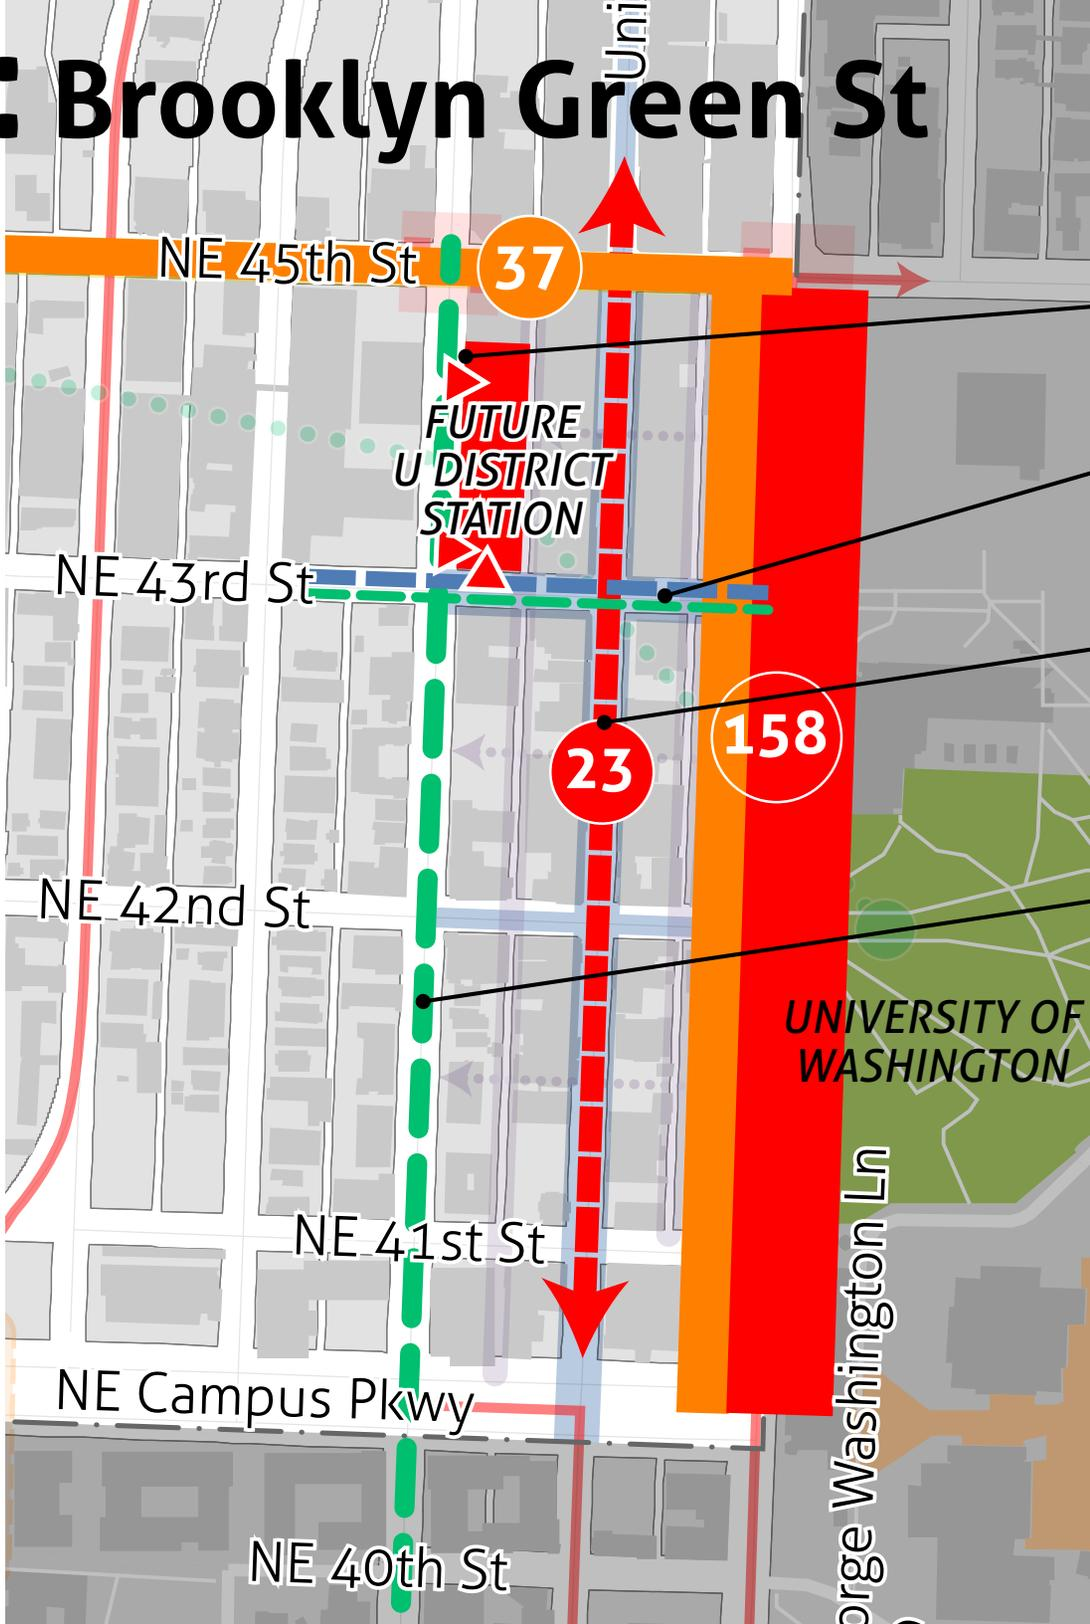 Uni
: Brooklyn Green St
NE 45th St
37
FUTURE
U DISTRICT
STATION
NE 43rd St
158
23
NE 42nd St
UNIVERSITY OF
WASHINGTON
NE 41st St
NE Campus Pkwy
orge Washington Ln
NE 40th St